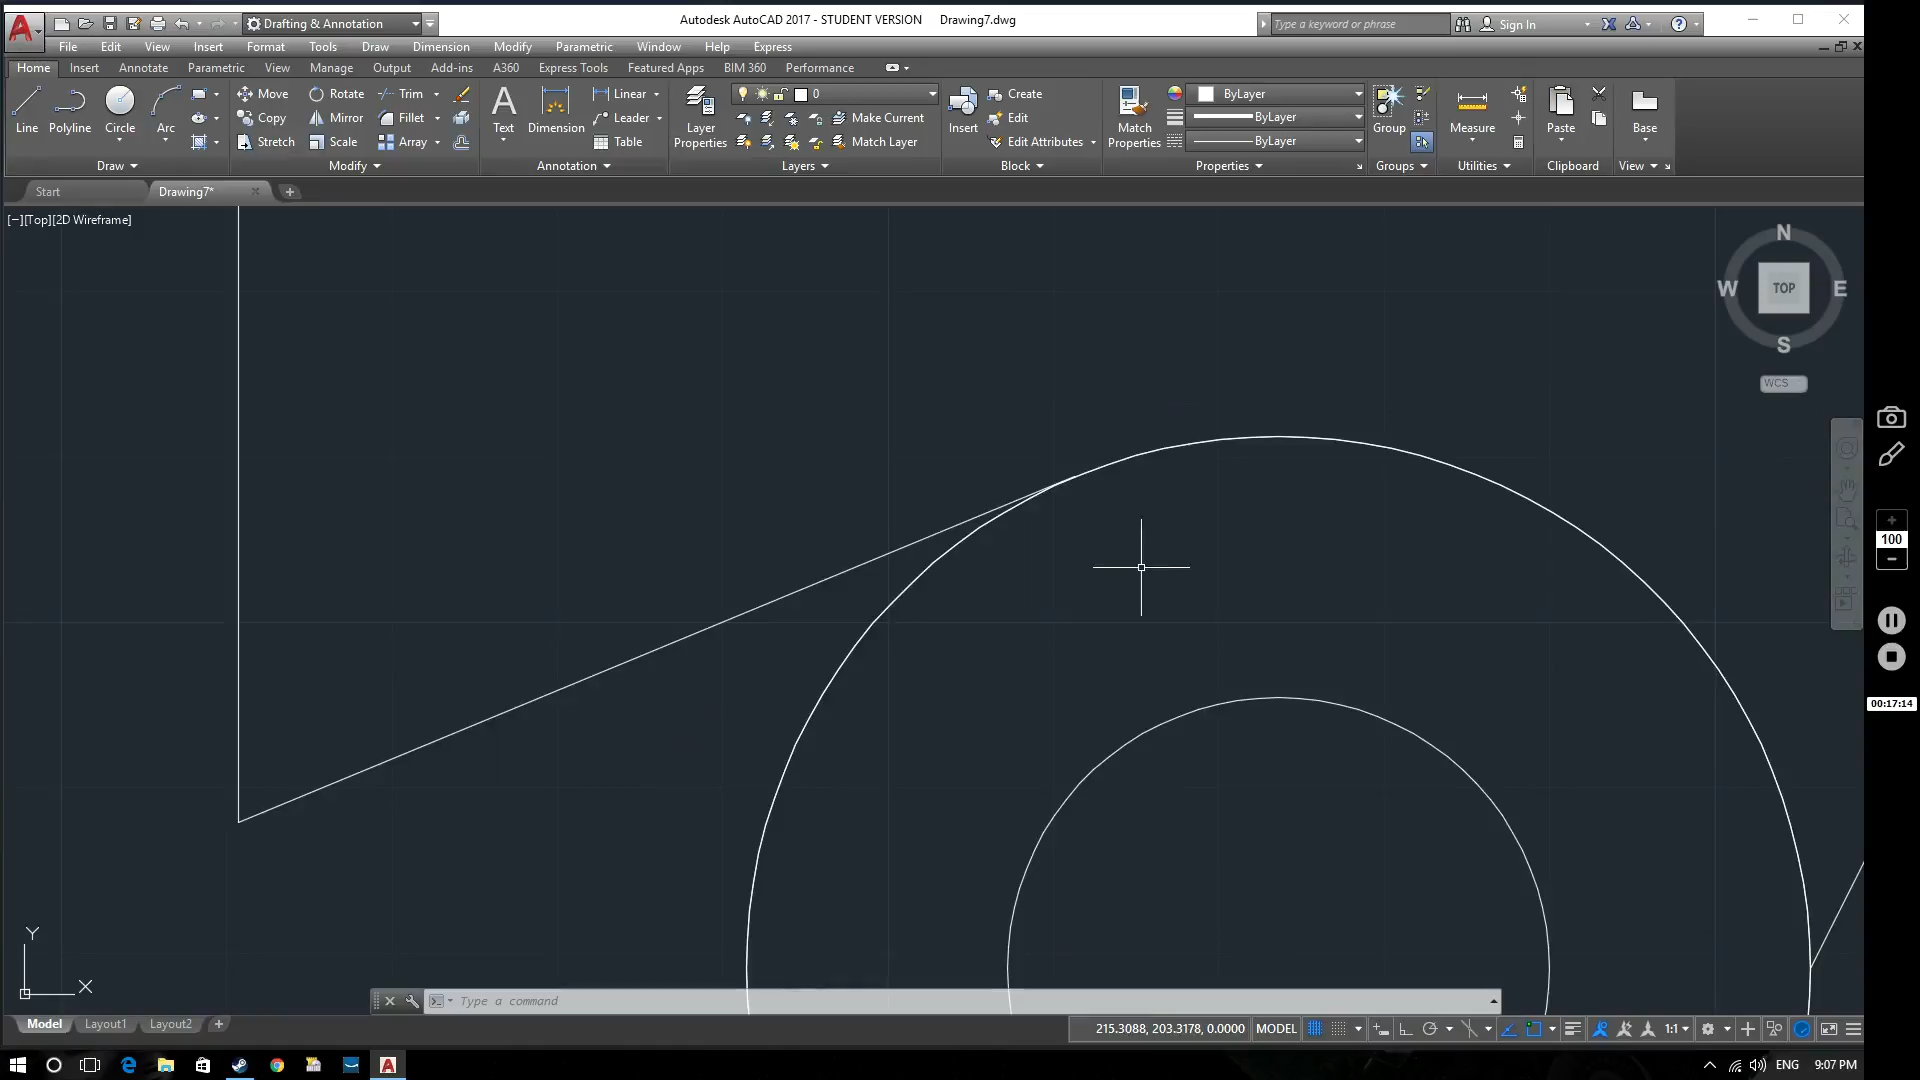 Drafting & Annotation
Autodesk AutoCAD 2017 - STUDENT VERSION Drawing7.dwg
Type a keyword or phrase
Sign In
File Edit View Insert Format Tools Draw Dimension Modify Parametric Window Help Express
Home Insert Annotate Parametric View Manage Output Add-ins A360 Express Tools Featured Apps BIM 360 Performance
Line Polyline Circle Arc
Move Rotate Trim
Copy Mirror Fillet
Stretch Scale Array
Text Dimension
Linear
Leader
Table
Layer
Properties
0
Make Current
Match Layer
Insert
Create
Edit
Edit Attributes
Match
Properties
ByLayer
ByLayer
ByLayer
Group
Measure
Paste
Base
Draw Modify Annotation Layers Block Properties Groups Utilities Clipboard View
Start Drawing7*
[−][Top][2D Wireframe]
N
W TOP E
S
WCS
100
00:17:14
Y
X
Type a command
Model Layout1 Layout2
215.3088, 203.3178, 0.0000 MODEL
1:1
ENG 9:07 PM